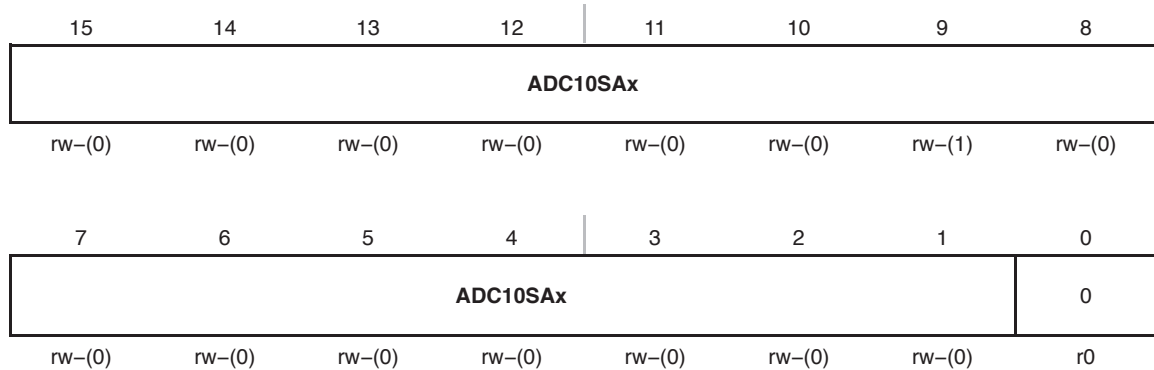 15 14 13 12 11 10 9 8
ADC10SAx
rw−(0) rw−(0) rw−(0) rw−(0) rw−(0) rw−(0) rw−(1) rw−(0)
7 6 5 4 3 2 1 0
ADC10SAx 0
rw−(0) rw−(0) rw−(0) rw−(0) rw−(0) rw−(0) rw−(0) r0